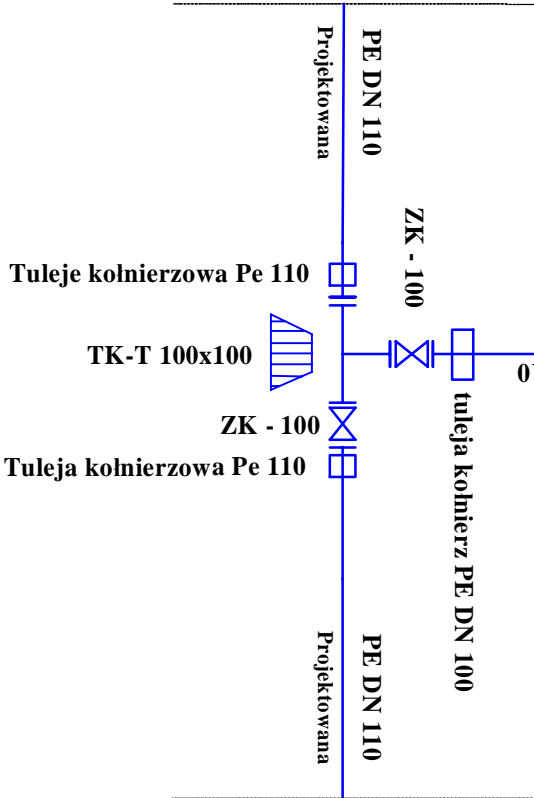 PE DN 110
Projektowana
ZK - 100
Tuleje kołnierzowa Pe 110
TK-T 100x100
ZK - 100
Tuleja kołnierzowa Pe 110
tuleja kołnierz PE DN 100
PE DN 110
Projektowana